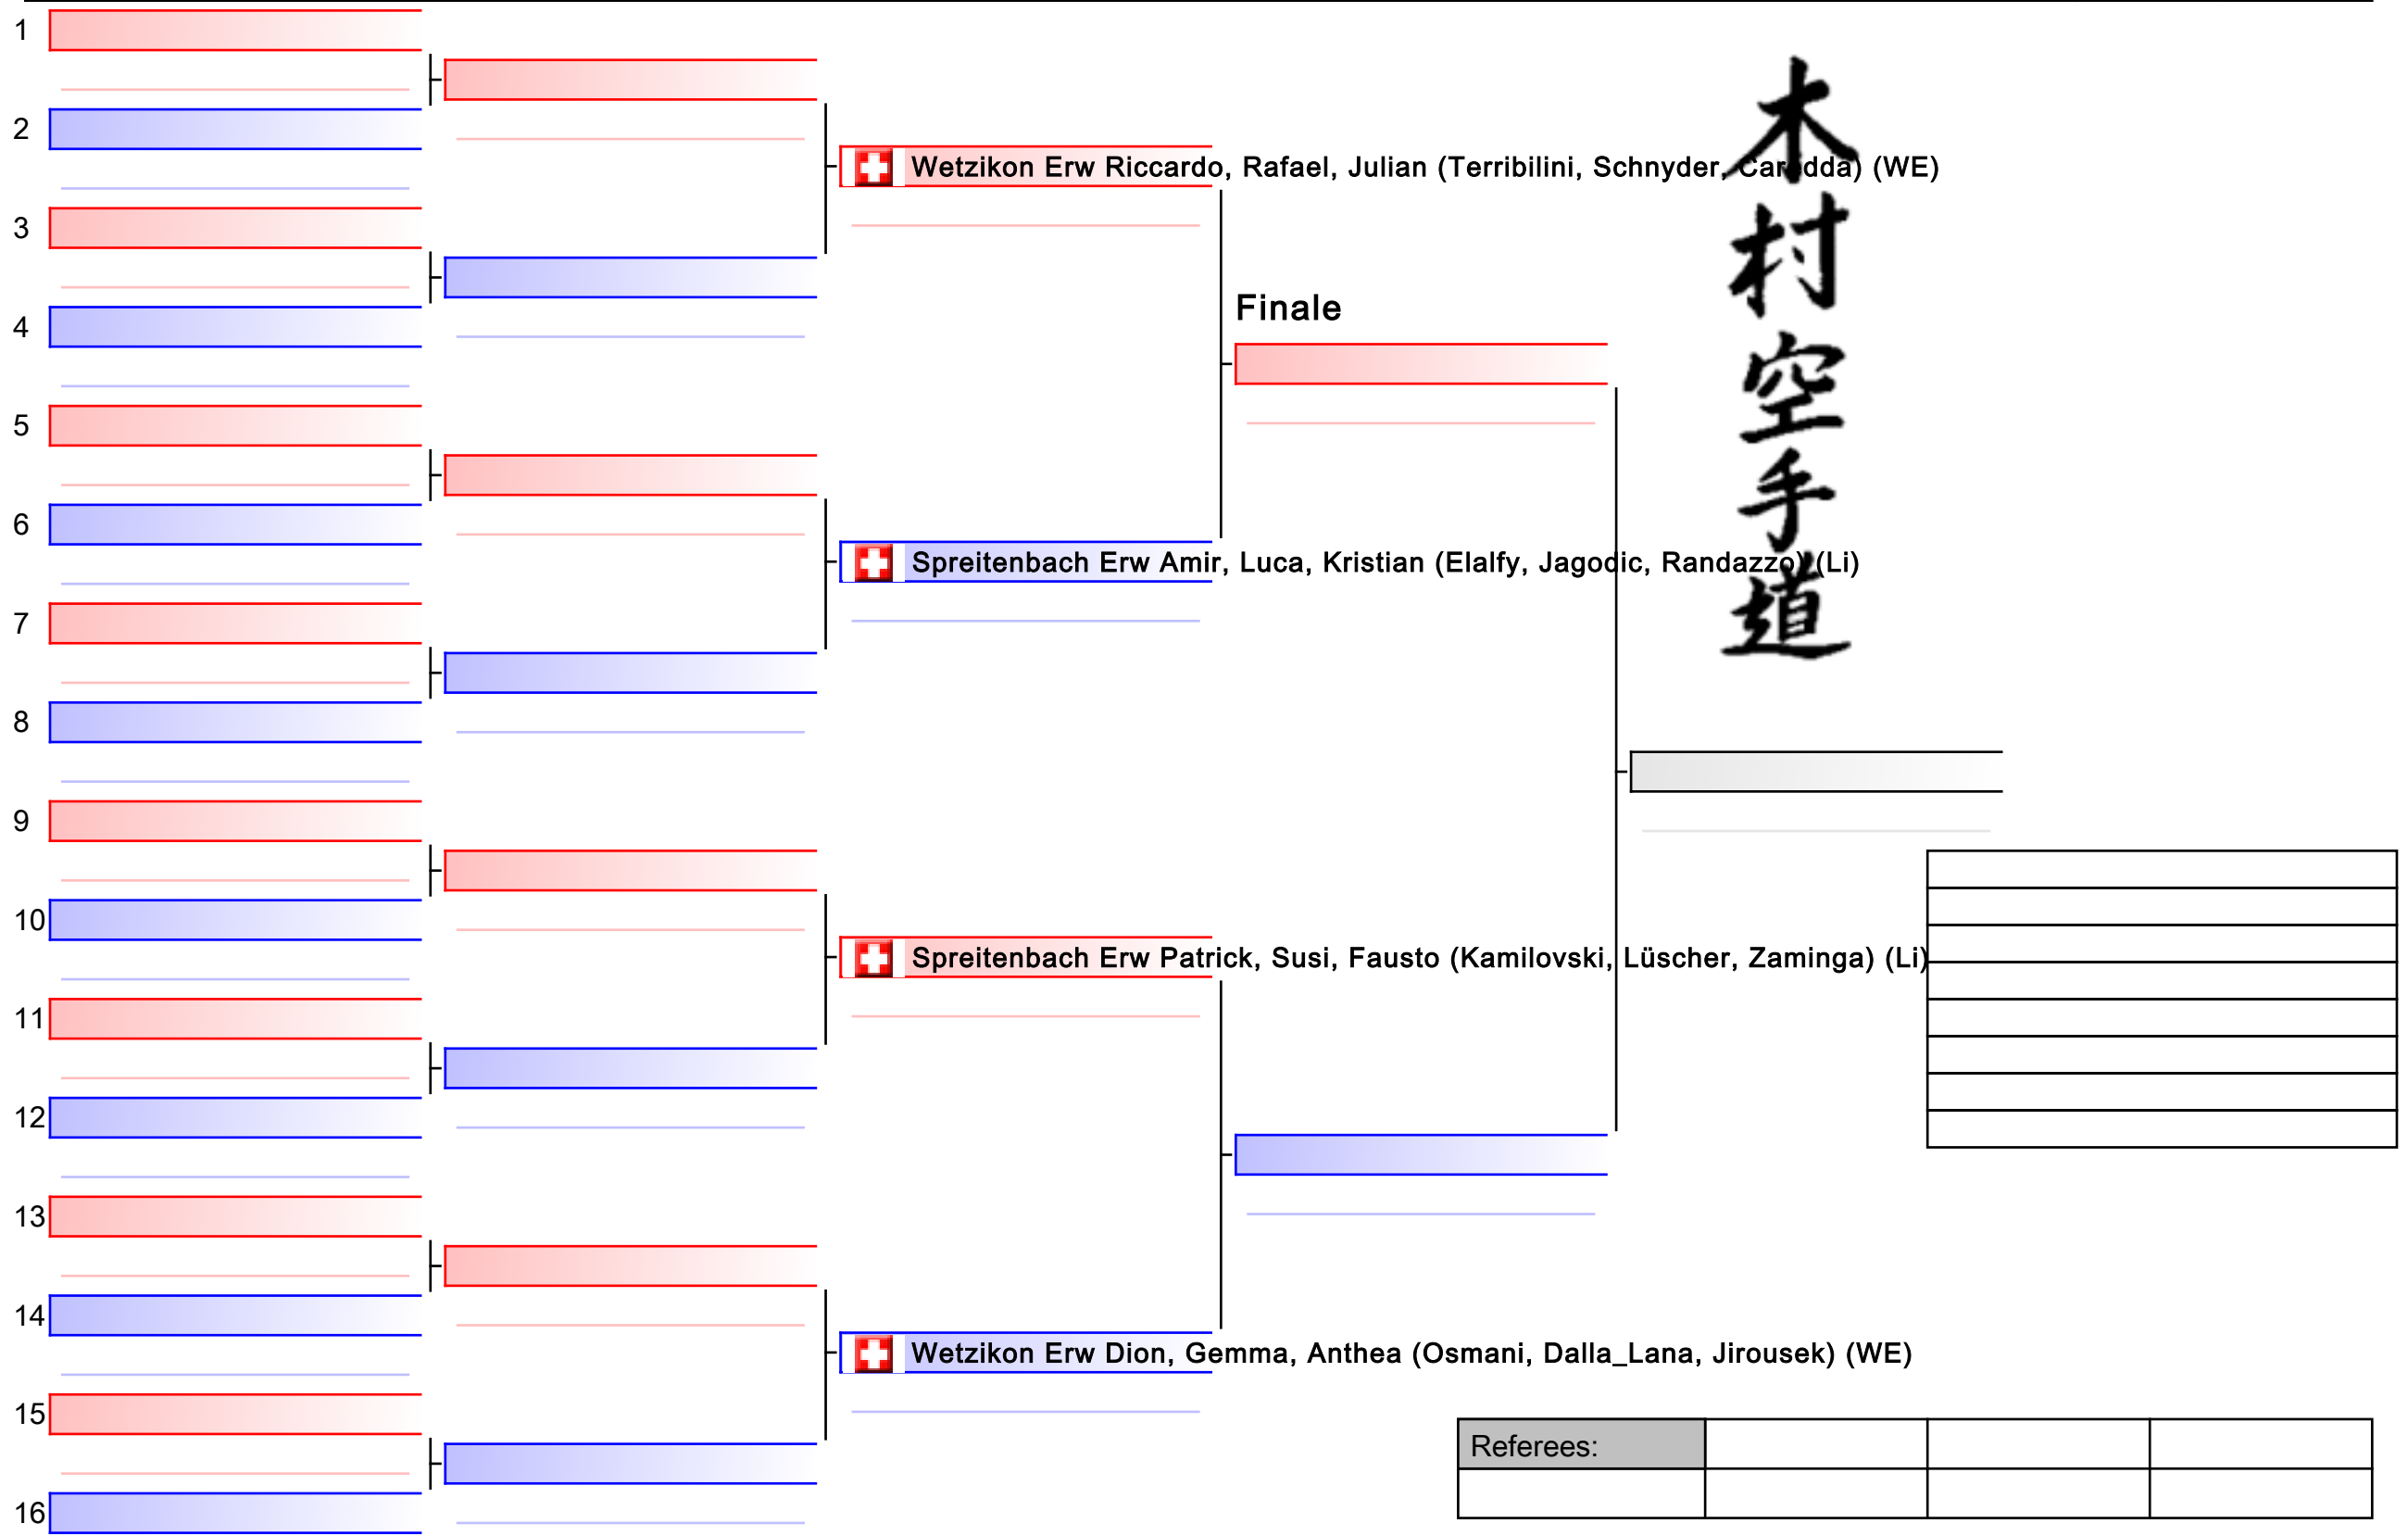 1
2
Wetzikon Erw Riccardo, Rafael, Julian (Terribilini, Schnyder, Caredda) (WE)
3
Finale
4
5
6
Spreitenbach Erw Amir, Luca, Kristian (Elalfy, Jagodic, Randazzo) (Li)
7
8
9
10
Spreitenbach Erw Patrick, Susi, Fausto (Kamilovski, Lüscher, Zaminga) (Li)
11
12
13
14
Wetzikon Erw Dion, Gemma, Anthea (Osmani, Dalla_Lana, Jirousek) (WE)
15
Referees:
16
木村空手道